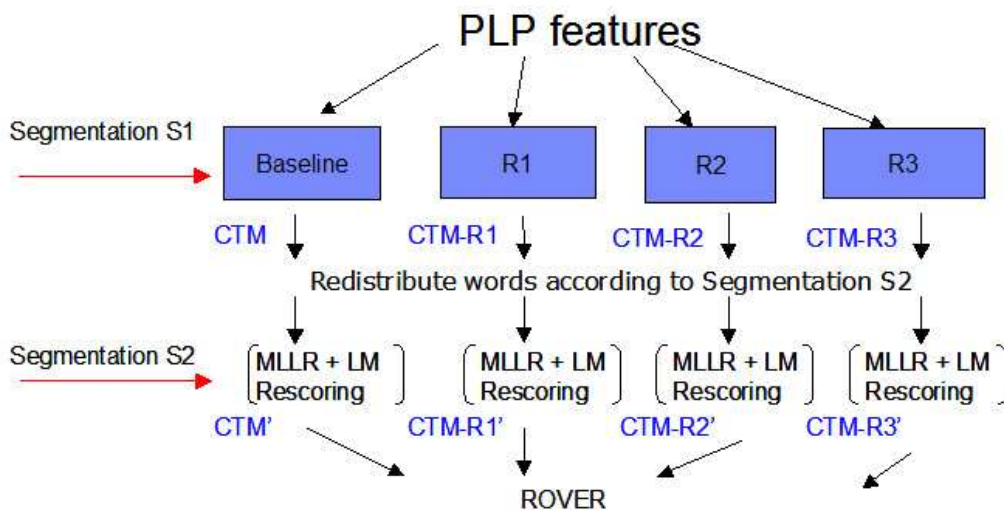 PLP features
Segmentation S1
Baseline
R1
R2
R3
CTM
CTM-R1
CTM-R2
CTM-R3
Redistribute words according to Segmentation S2
Segmentation S2
MLLR + LM
Rescoring
MLLR + LM
Rescoring
MLLR + LM
Rescoring
MLLR + LM
Rescoring
CTM’
CTM-R1’
CTM-R2’
CTM-R3’
ROVER